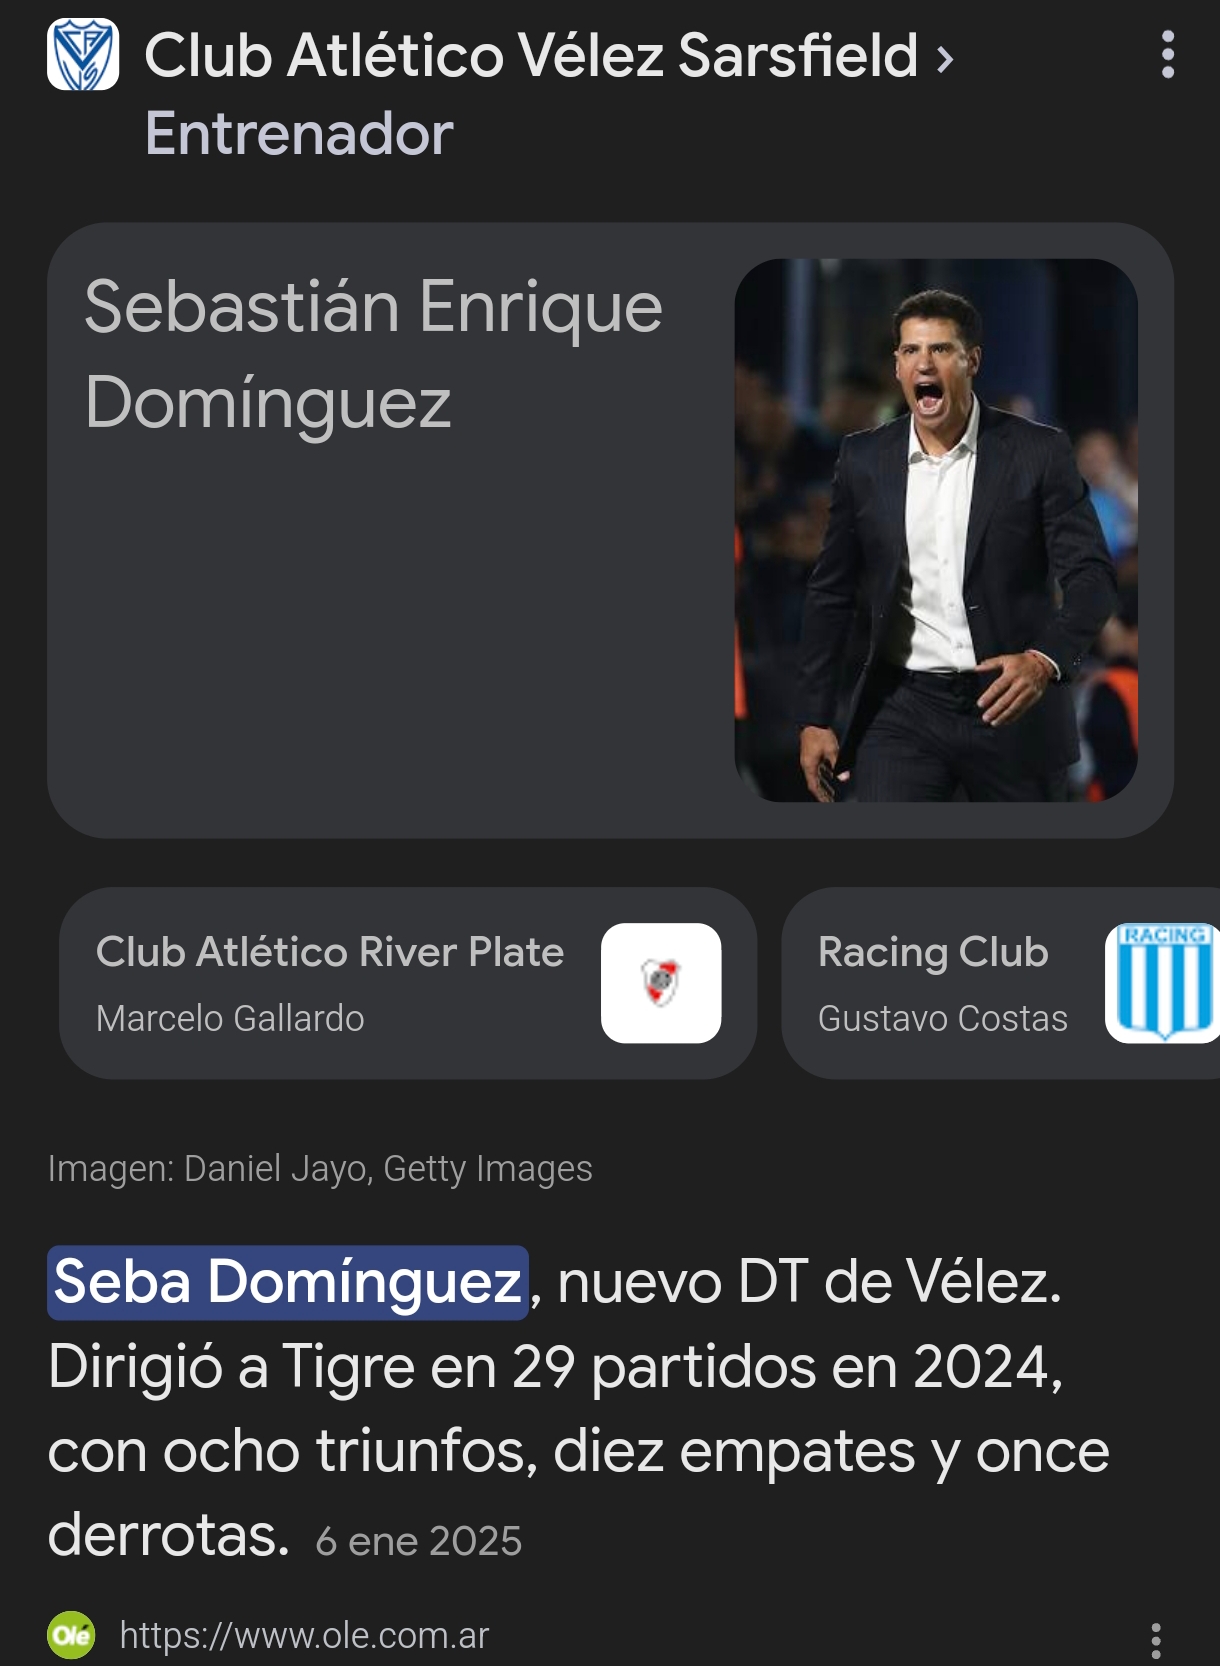 Club Atlético Vélez Sarsfield ›
Entrenador
Sebastián Enrique
Domínguez
Club Atlético River Plate
Marcelo Gallardo
Racing Club
Gustavo Costas
RACING
Imagen: Daniel Jayo, Getty Images
Seba Domínguez, nuevo DT de Vélez.
Dirigió a Tigre en 29 partidos en 2024,
con ocho triunfos, diez empates y once
derrotas. 6 ene 2025
Olé https://www.ole.com.ar